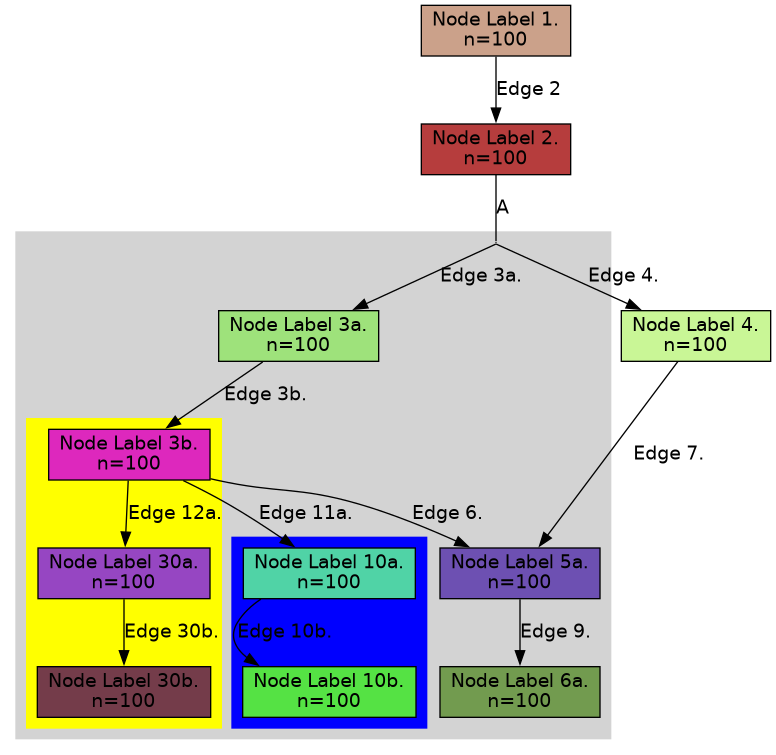 Node Label 1.
n=100
Edge 2
Node Label 2.
n=100
A
Edge 3a.
Edge 4.
Node Label 3a.
n=100
Node Label 4.
n=100
Edge 3b.
Node Label 3b.
n=100
Edge 7.
Edge 12a.
Edge 11a.
Edge 6.
Node Label 30a.
n=100
Node Label 10a.
n=100
Node Label 5a.
n=100
Edge 30b.
Edge 10b.
Edge 9.
Node Label 30b.
n=100
Node Label 10b.
n=100
Node Label 6a.
n=100